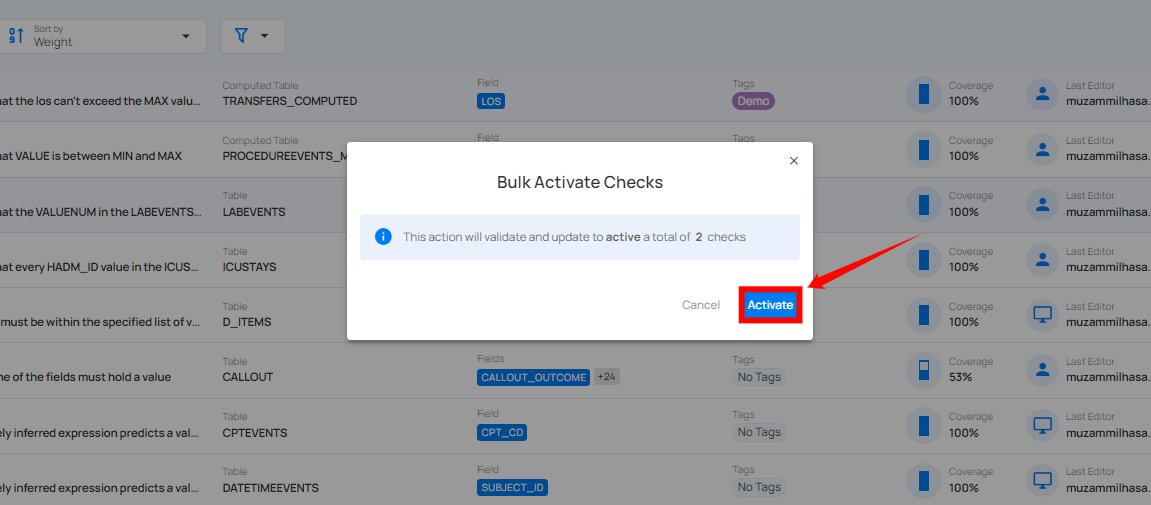 Sort by
Weight
at the los can't exceed the MAX valu...
Computed Table
TRANSFERS_COMPUTED
Field
LOS
Tags
Demo
Coverage
100%
Last Editor
muzammilhasa.
at VALUE is between MIN and MAX
Computed Table
PROCEDUREEVENTS_M
Field
Tags
Coverage
100%
Last Editor
muzammilhasa.
at the VALUENUM in the LABEVENTS...
Table
LABEVENTS
Coverage
100%
Last Editor
muzammilhasa.
at every HADM_ID value in the ICUS...
Table
ICUSTAYS
Coverage
100%
Last Editor
muzammilhasa.
must be within the specified list of v...
Table
D_ITEMS
Coverage
100%
Last Editor
muzammilhasa.
ne of the fields must hold a value
Table
CALLOUT
Fields
CALLOUT_OUTCOME
+24
Tags
No Tags
Coverage
53%
Last Editor
muzammilhasa.
ely inferred expression predicts a val...
Table
CPTEVENTS
Field
CPT_CD
Tags
No Tags
Coverage
100%
Last Editor
muzammilhasa.
ely inferred expression predicts a val...
Table
DATETIMEEVENTS
Field
SUBJECT_ID
Tags
No Tags
Coverage
100%
Last Editor
muzammilhasa.
Bulk Activate Checks
This action will validate and update to active a total of 2 checks
Cancel
Activate